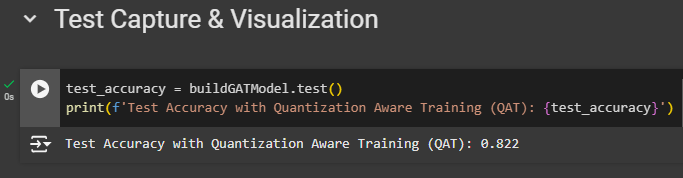 Test Capture & Visualization
test_accuracy = buildGATModel.test()
print(f'Test Accuracy with Quantization Aware Training (QAT): {test_accuracy}')
0s
Test Accuracy with Quantization Aware Training (QAT): 0.822